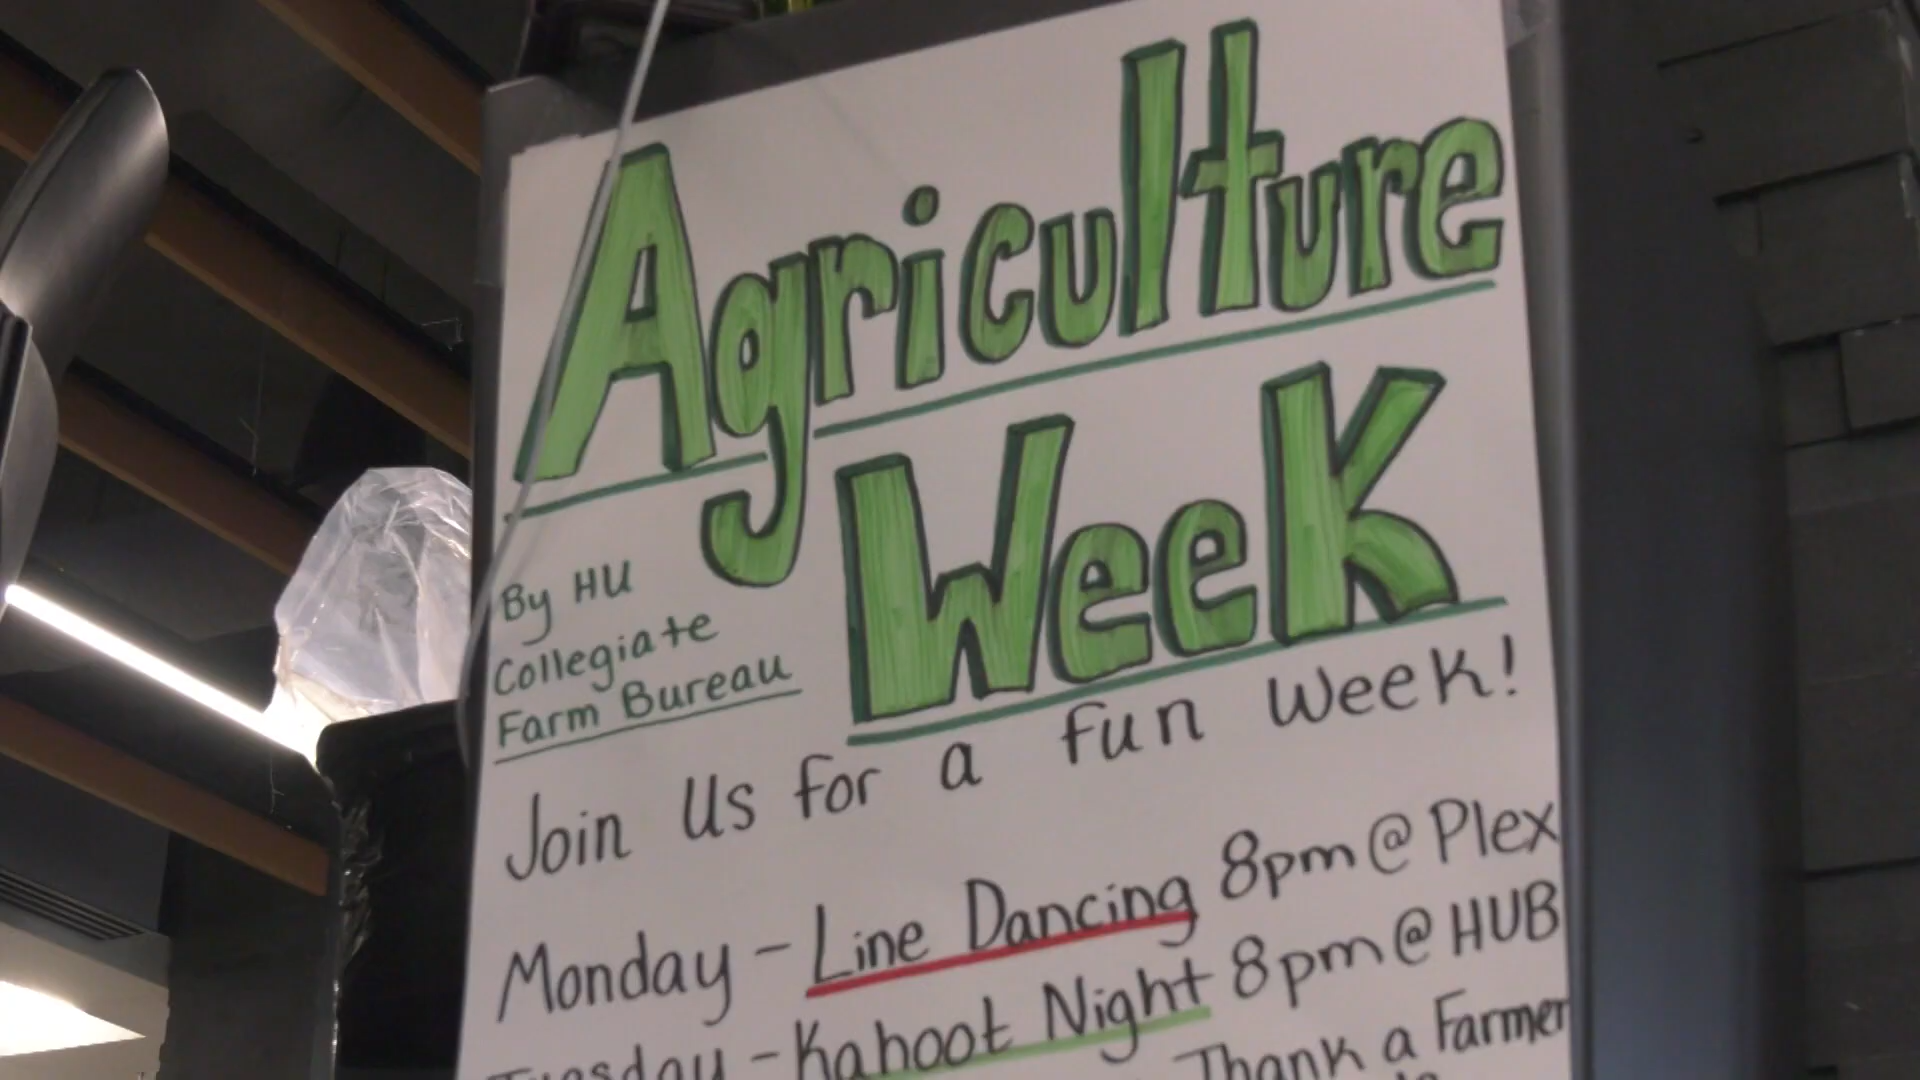 Agriculture
Week
By HU
Collegiate
Farm Bureau
Join Us for a fun week!
Monday - Line Dancing 8pm @ Plex
Tuesday - Kahoot Night 8pm @ HUB
Thank a Farmer